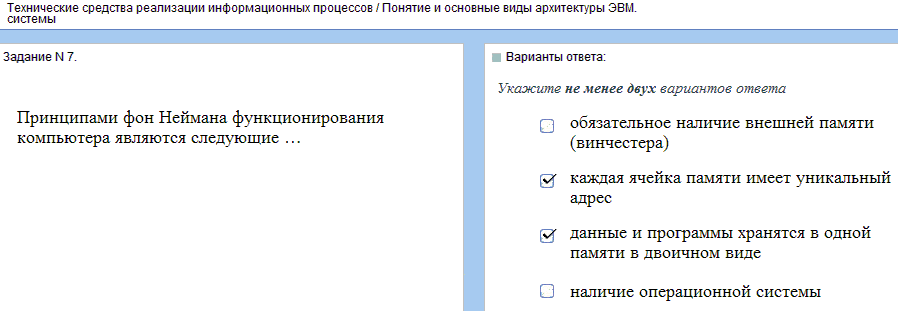 Технические средства реализации информационных процессов / Понятие и основные виды архитектуры ЭВМ.
системы
Задание N 7.
Принципами фон Неймана функционирования
компьютера являются следующие …
Варианты ответа:
Укажите не менее двух вариантов ответа
обязательное наличие внешней памяти
(винчестера)
каждая ячейка памяти имеет уникальный
адрес
данные и программы хранятся в одной
памяти в двоичном виде
наличие операционной системы